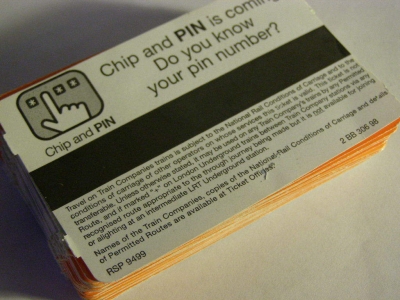 Chip and PIN is coming
Do you know
your pin number?
Chip and PIN
Travel on Train Companies trains is subject to the National Rail Conditions of Carriage and to the
conditions of carriage of other operators on whose services this ticket is valid. This ticket is not
transferable. Unless otherwise stated, it may be used on any Train Company's trains by any Permitted
Route, and if marked "+" on London Underground trains between Train Company stations via any
recognised route appropriate to the through journey being made but it is not available for joining
or alighting at an intermediate LRT Underground station.
Names of the Train Companies, copies of the National Rail Conditions of Carriage and details
of Permitted Routes are available at Ticket Offices.
RSP 9499
2 BB 306 98